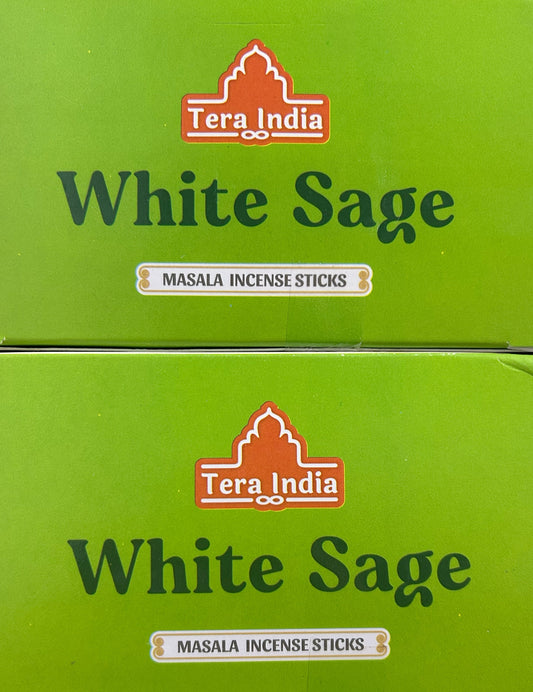 Tera India
White Sage
MASALA INCENSE STICKS
Tera India
White Sage
MASALA INCENSE STICKS